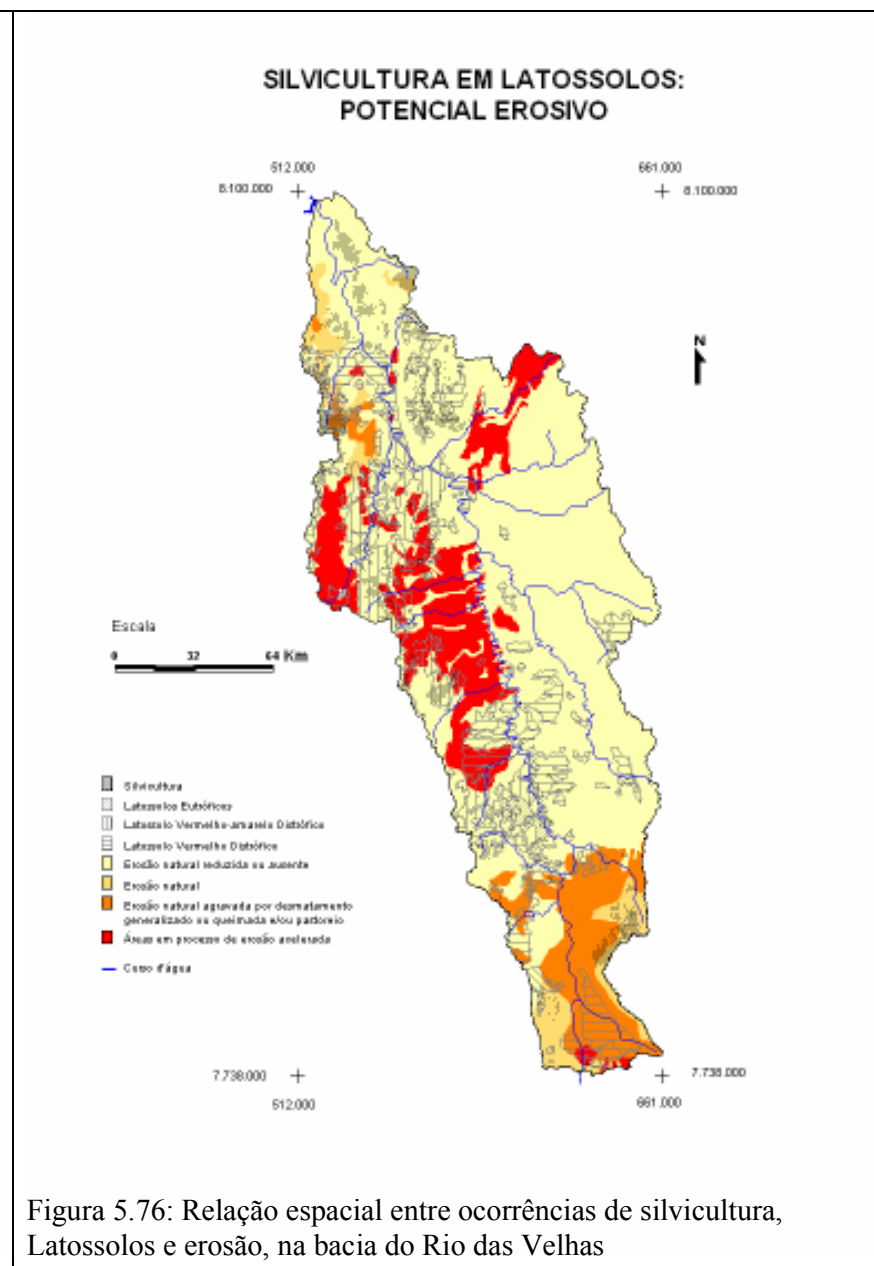 SILVICULTURA EM LATOSSOLOS:
POTENCIAL EROSIVO
512.000
661.000
8.100.000
8.100.000
N
Escala
0 32 64 Km
Silvicultura
Latossolos Eutróficos
Latossolo Vermelho-amarelo Distrófico
Latossolo Vermelho Distrófico
Erosão natural reduzida ou ausente
Erosão natural
Erosão natural agravada por desmatamento
generalizado ou queimada e/ou pastoreio
Áreas em processo de erosão acelerada
Curso d'água
7.738.000
7.738.000
512.000
661.000
Figura 5.76: Relação espacial entre ocorrências de silvicultura,
Latossolos e erosão, na bacia do Rio das Velhas